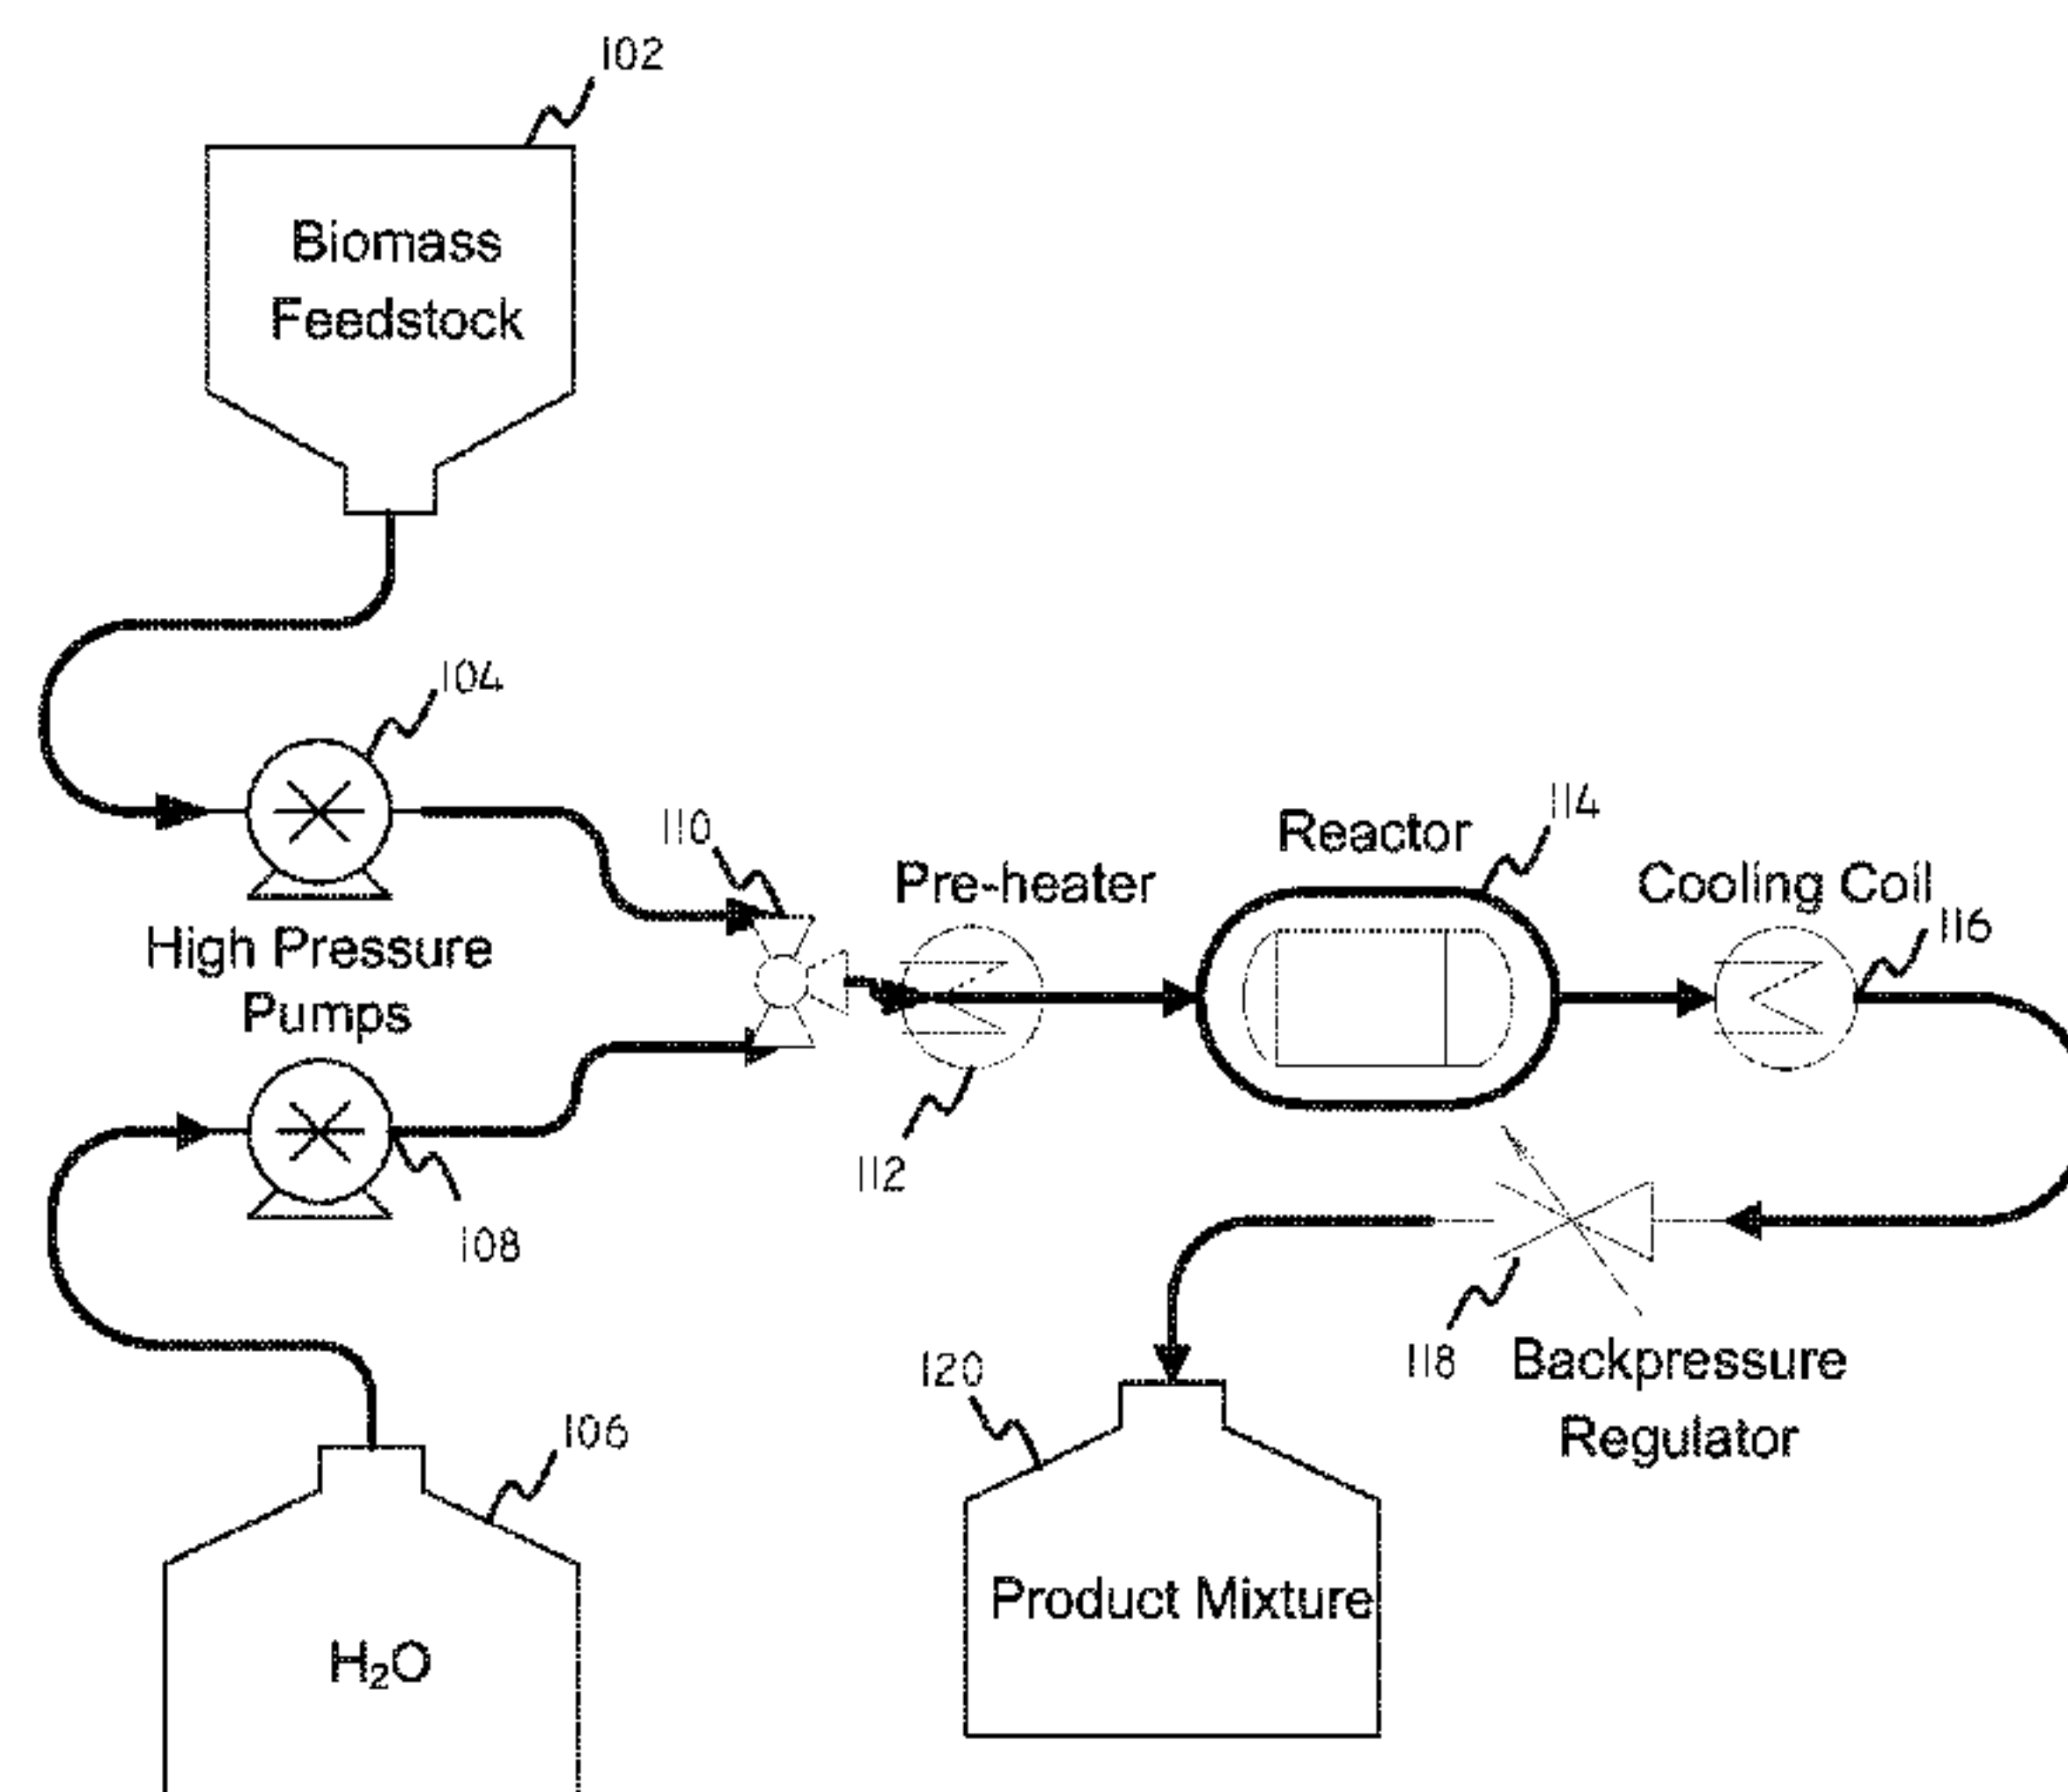 102
Biomass
Feedstock
104
High Pressure
Pumps
108
106
H₂O
110
Pre-heater
112
Reactor
114
Cooling Coil
116
118
Backpressure
Regulator
120
Product Mixture